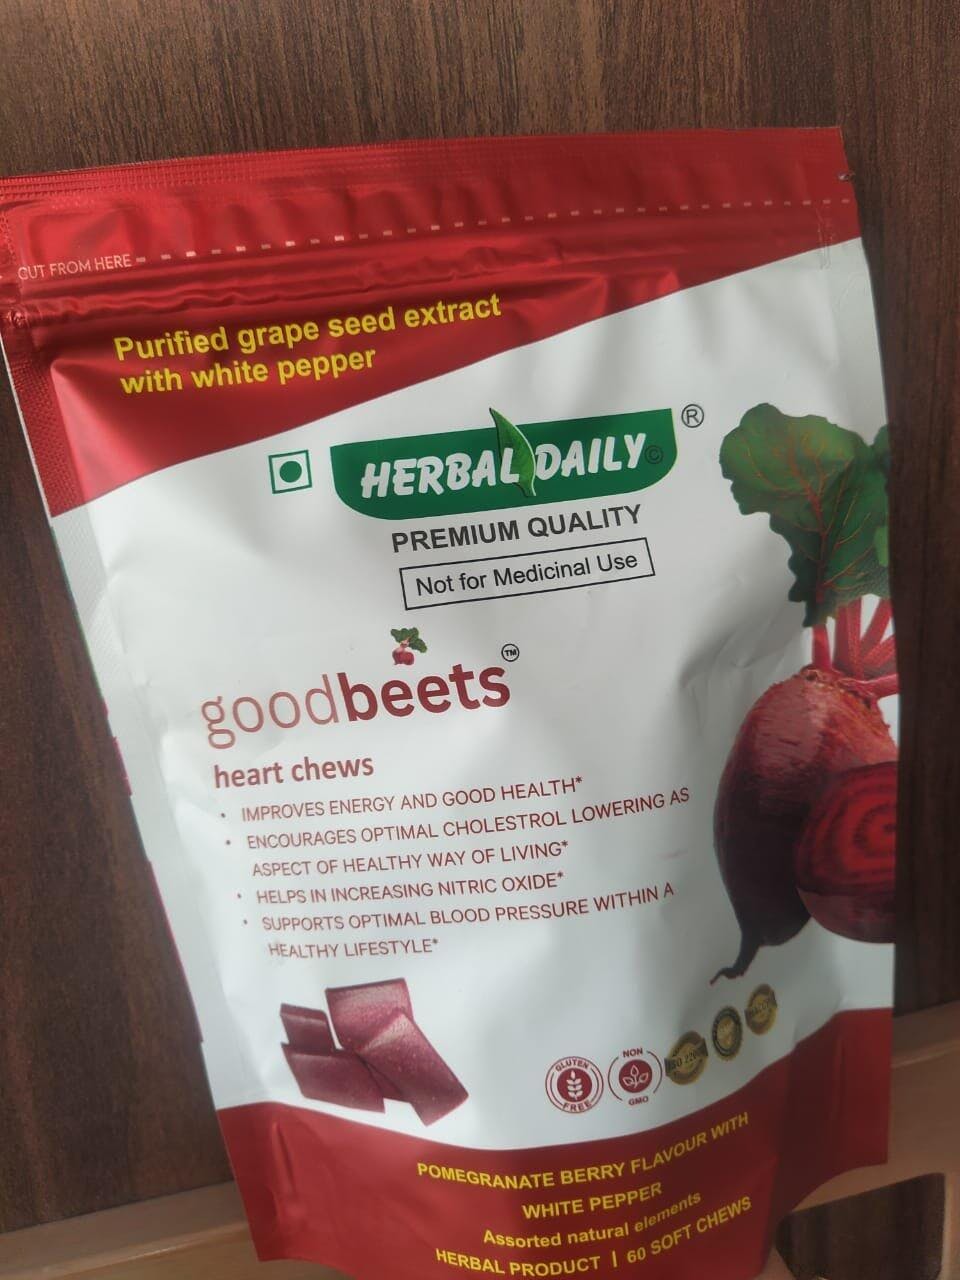 CUT FROM HERE
Purified grape seed extract
with white pepper
HERBAL DAILY © ®
PREMIUM QUALITY
Not for Medicinal Use
goodbeets TM
heart chews
• IMPROVES ENERGY AND GOOD HEALTH*
• ENCOURAGES OPTIMAL CHOLESTROL LOWERING AS
ASPECT OF HEALTHY WAY OF LIVING*
• HELPS IN INCREASING NITRIC OXIDE*
• SUPPORTS OPTIMAL BLOOD PRESSURE WITHIN A
HEALTHY LIFESTYLE*
GLUTEN
FREE
NON
GMO
POMEGRANATE BERRY FLAVOUR WITH
WHITE PEPPER
Assorted natural elements
HERBAL PRODUCT | 60 SOFT CHEWS